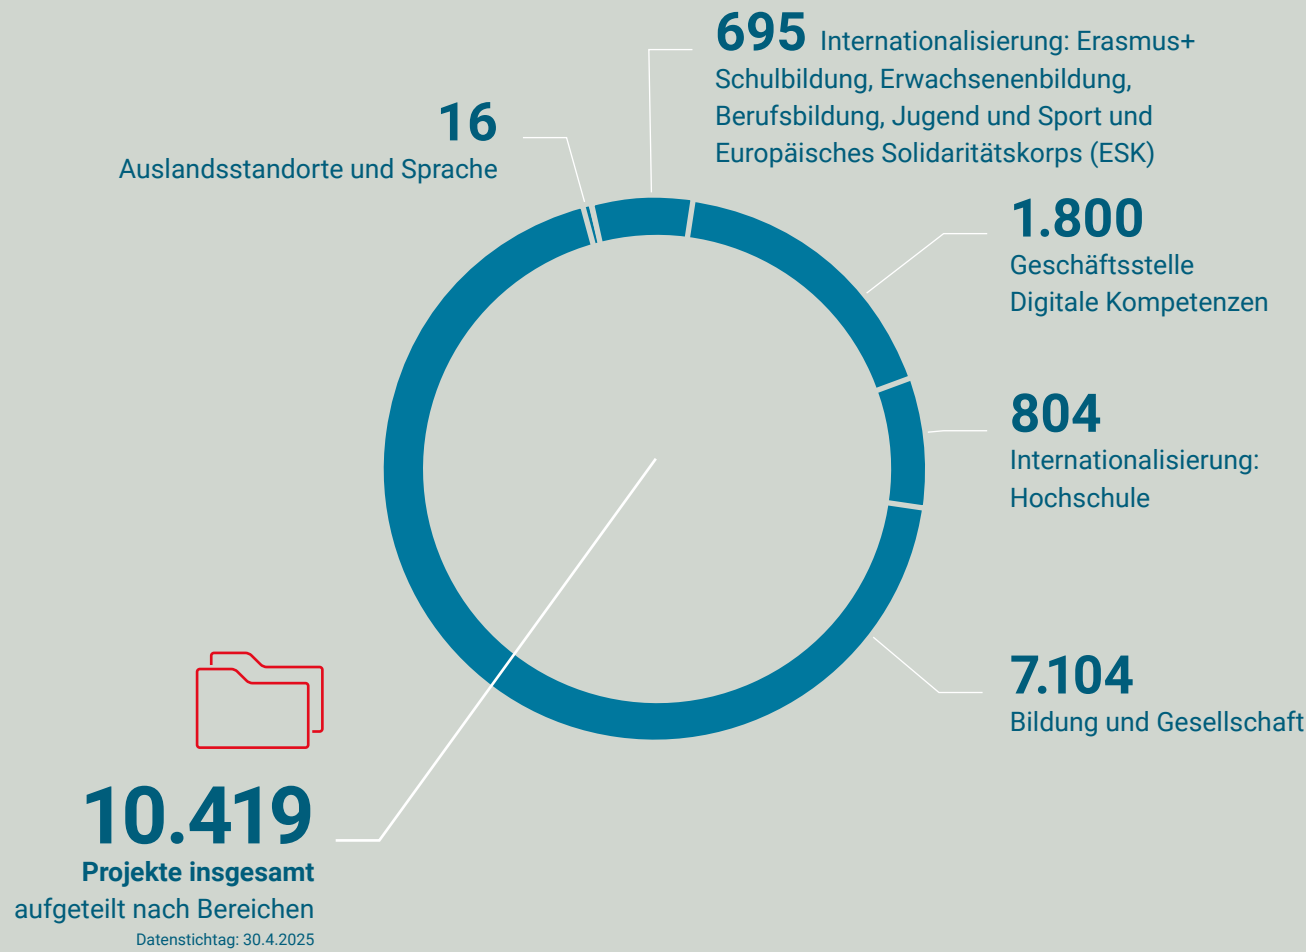 695 Internationalisierung: Erasmus+
Schulbildung, Erwachsenenbildung,
Berufsbildung, Jugend und Sport und
Europäisches Solidaritätskorps (ESK)
16
Auslandsstandorte und Sprache
1.800
Geschäftsstelle
Digitale Kompetenzen
804
Internationalisierung:
Hochschule
7.104
Bildung und Gesellschaft
10.419
Projekte insgesamt
aufgeteilt nach Bereichen
Datenstichtag: 30.4.2025